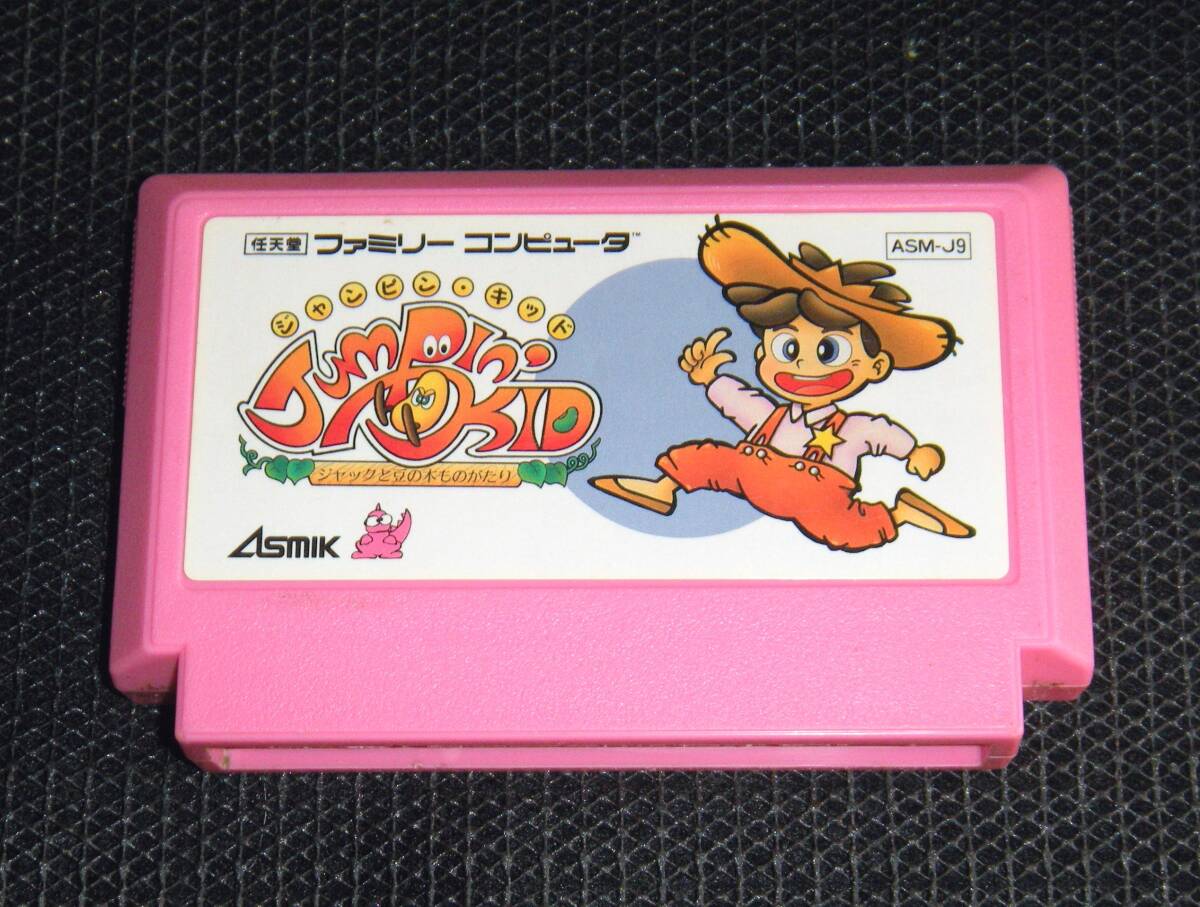 任天堂 ファミリー コンピュータ™
ASM-J9
ジャンピン・キッド
JUMPIN' KID
ジャックと豆の木ものがたり
ASMIK